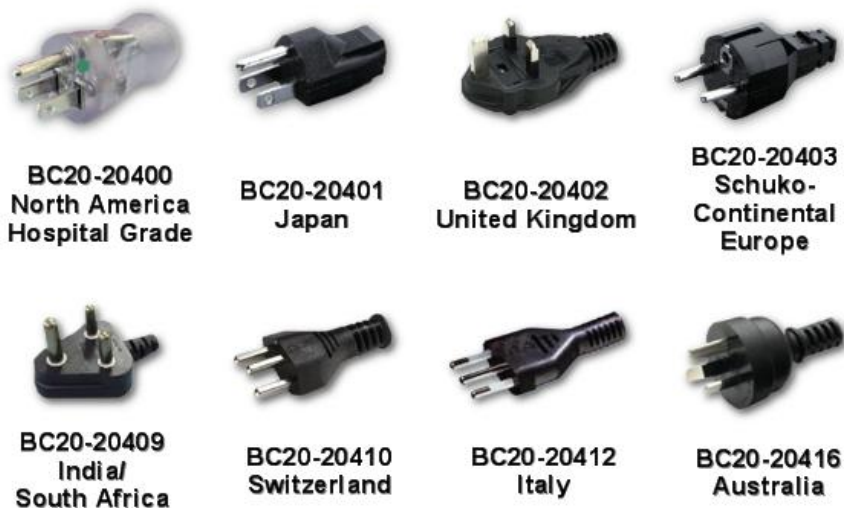 BC20-20400
North America
Hospital Grade
BC20-20401
Japan
BC20-20402
United Kingdom
BC20-20403
Schuko-
Continental
Europe
BC20-20409
India/
South Africa
BC20-20410
Switzerland
BC20-20412
Italy
BC20-20416
Australia